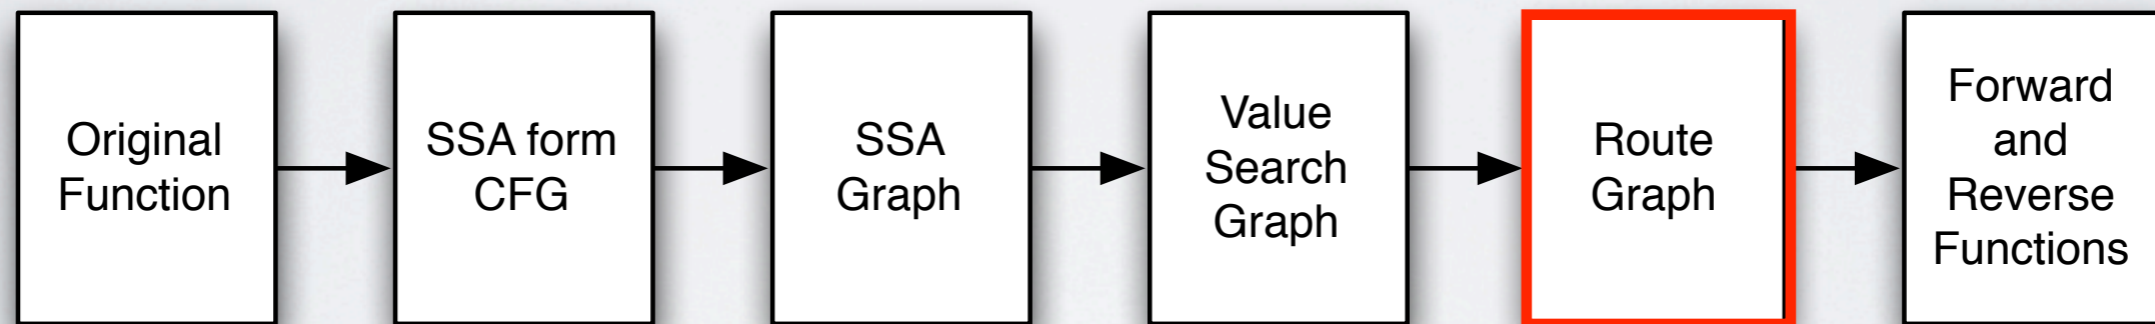 Original
Function
SSA form
CFG
SSA
Graph
Value
Search
Graph
Route
Graph
Forward
and
Reverse
Functions